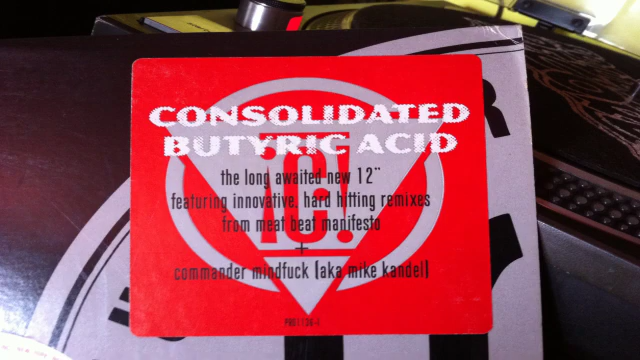 CONSOLIDATED
BUTYRIC ACID
¡C!
the long awaited new 12"
featuring innovative, hard hitting remixes
from meat beat manifesto
+
commander mindfuck (aka mike kandel)